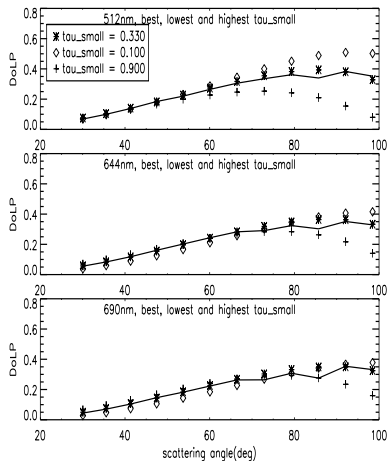 512nm, best, lowest and highest tau_small
tau_small = 0.330
tau_small = 0.100
tau_small = 0.900
DoLP
0.8
0.6
0.4
0.2
0.0
20 40 60 80 100
644nm, best, lowest and highest tau_small
DoLP
0.8
0.6
0.4
0.2
0.0
20 40 60 80 100
690nm, best, lowest and highest tau_small
DoLP
0.8
0.6
0.4
0.2
0.0
20 40 60 80 100
scattering angle(deg)